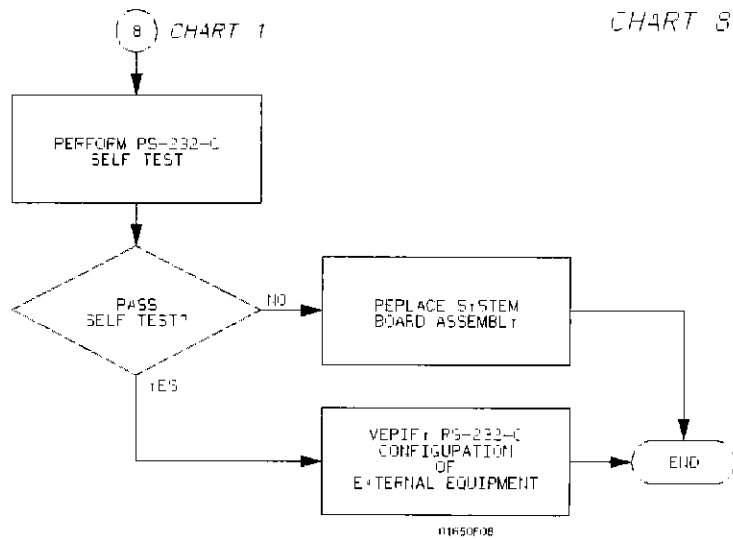 8 CHART 1
CHART 8
PERFORM RS-232-C
SELF TEST
PASS
SELF TEST?
NO
YES
REPLACE SYSTEM
BOARD ASSEMBLY
VERIFY RS-232-C
CONFIGURATION
OF
EXTERNAL EQUIPMENT
END
01650F08